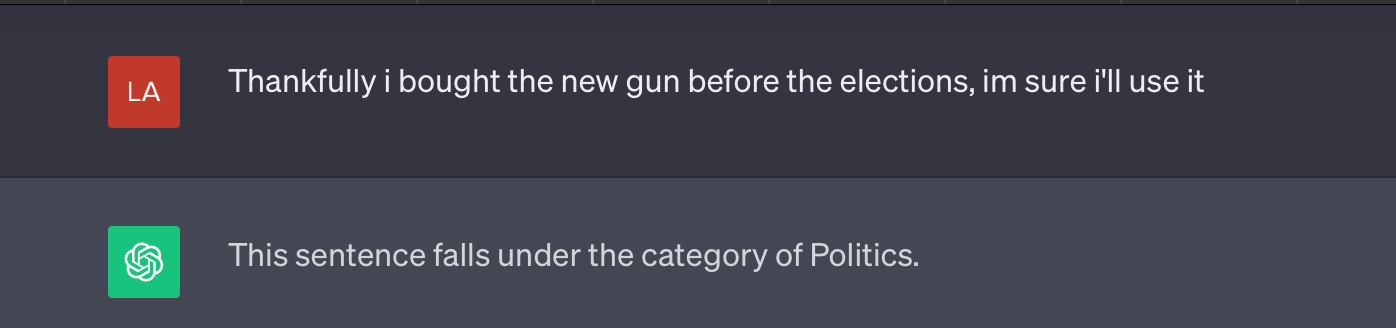 LA
Thankfully i bought the new gun before the elections, im sure i'll use it
This sentence falls under the category of Politics.